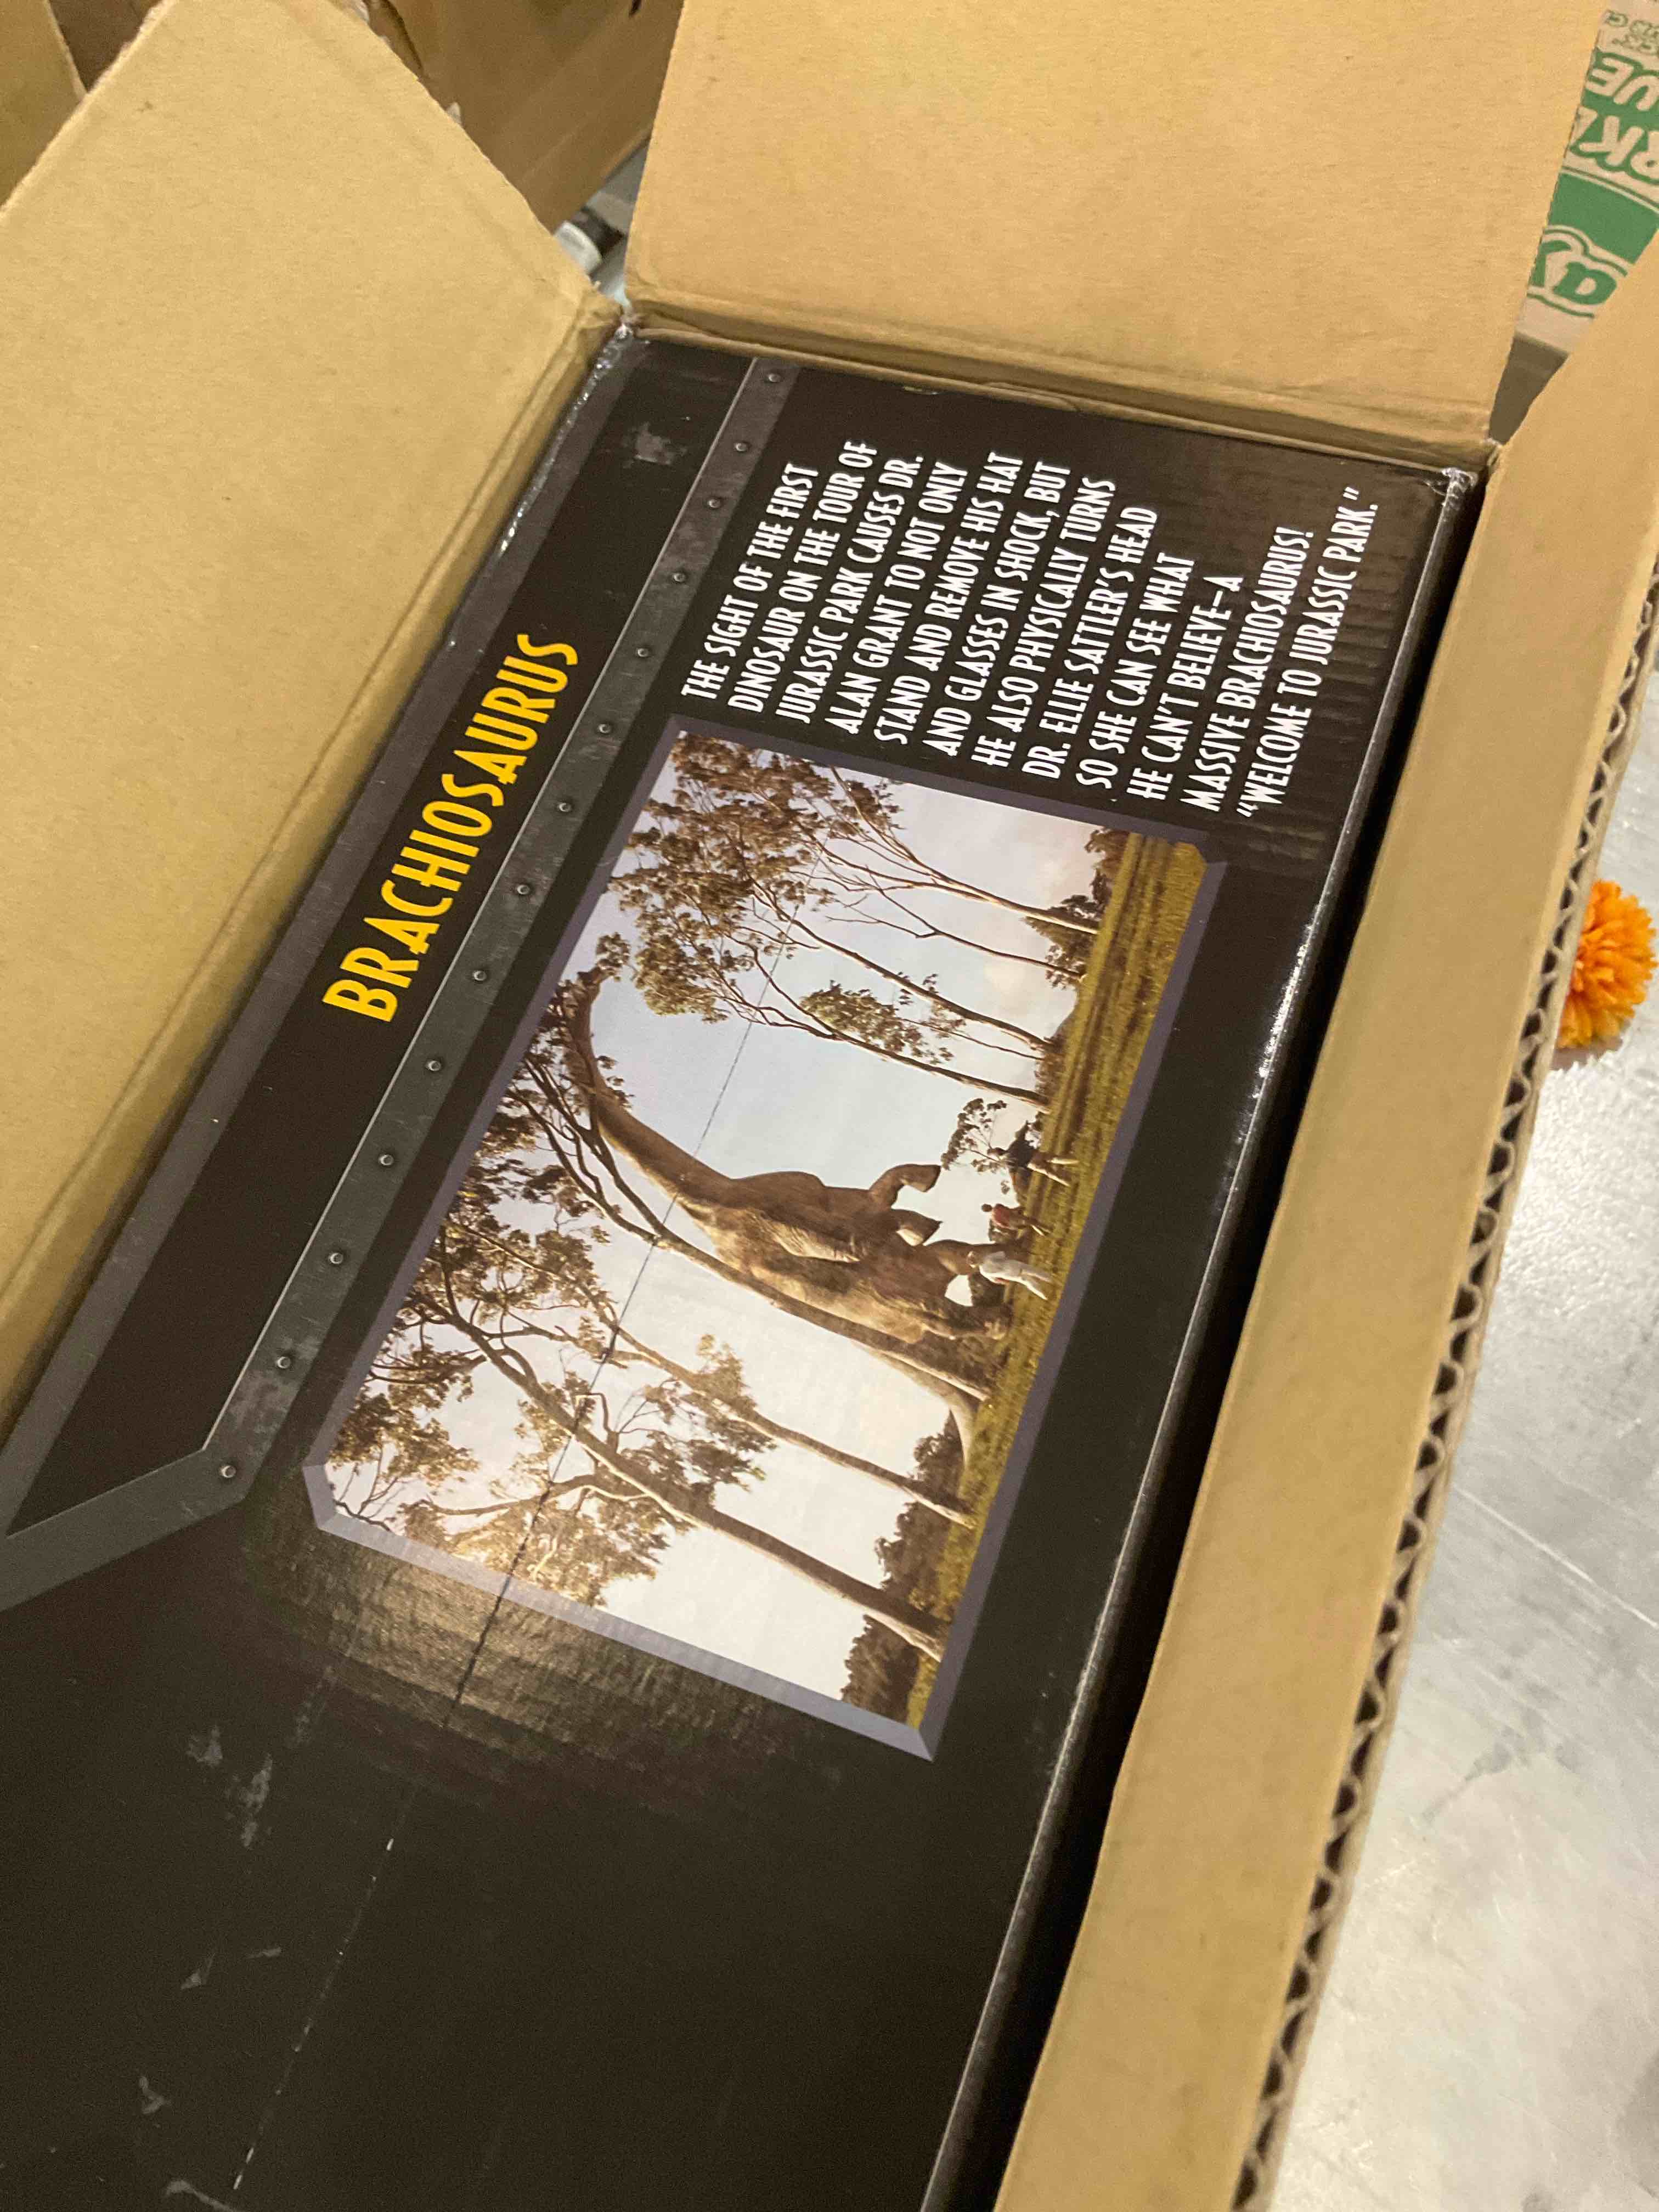 BRACHIOSAURUS
THE SIGHT OF THE FIRST
DINOSAUR ON THE TOUR OF
JURASSIC PARK CAUSES DR.
ALAN GRANT TO NOT ONLY
STAND AND REMOVE HIS HAT
AND GLASSES IN SHOCK, BUT
HE ALSO PHYSICALLY TURNS
DR. ELLIE SATTLER'S HEAD
SO SHE CAN SEE WHAT
HE CAN'T BELIEVE–A
MASSIVE BRACHIOSAURUS!
“WELCOME TO JURASSIC PARK.”